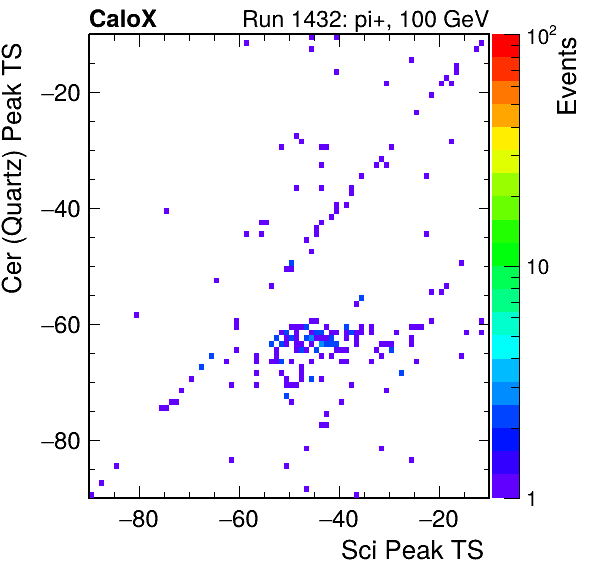 CaloX Run 1432: pi+, 100 GeV
Cer (Quartz) Peak TS
−20
−40
−60
−80
−80 −60 −40 −20
Sci Peak TS
10²
10
1
Events